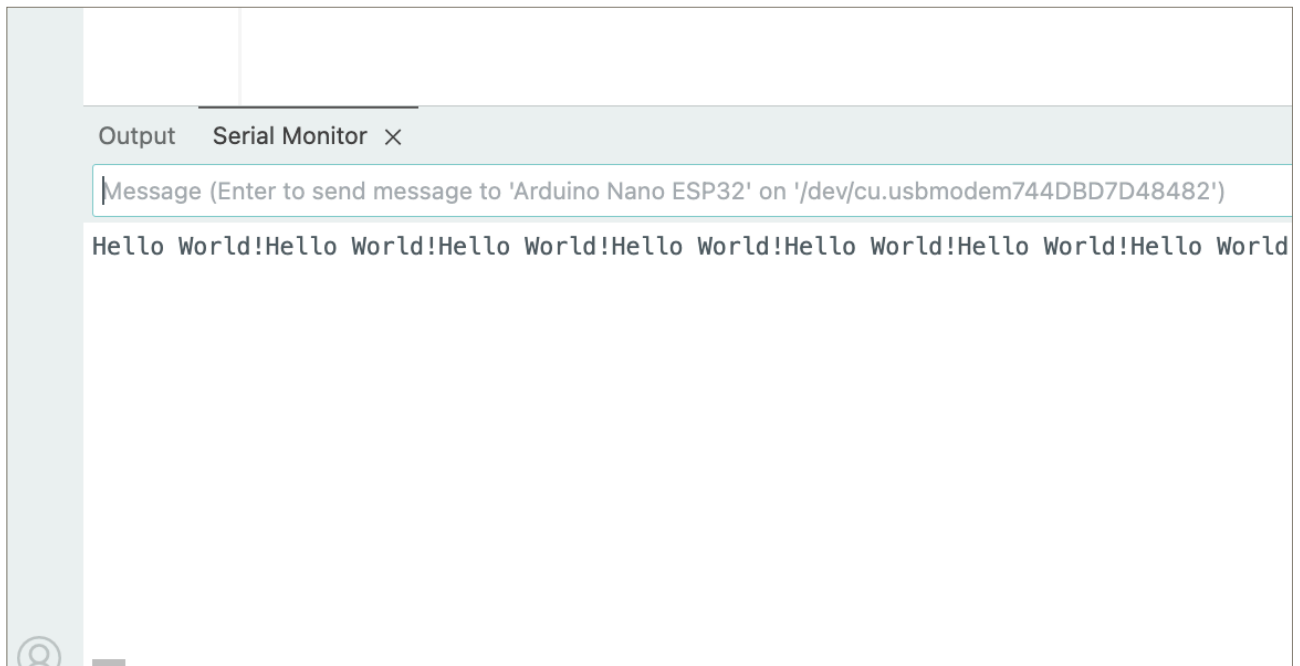 Output Serial Monitor
Message (Enter to send message to 'Arduino Nano ESP32' on '/dev/cu.usbmodem744DBD7D48482')
Hello World!Hello World!Hello World!Hello World!Hello World!Hello World!Hello World